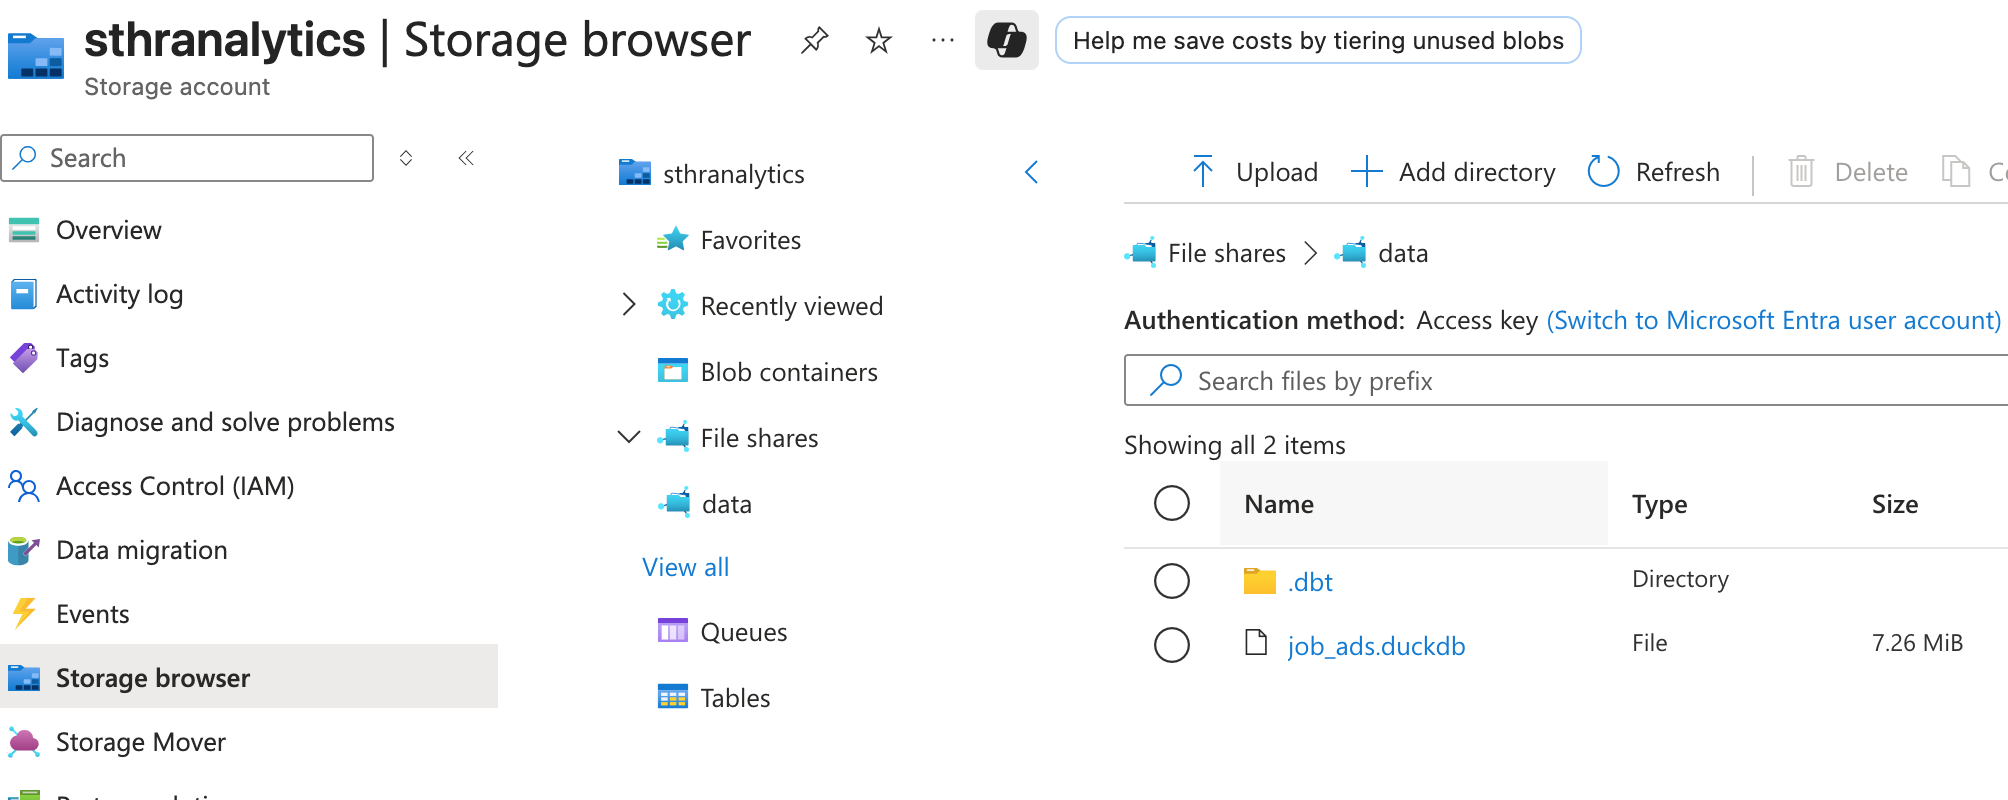 sthranalytics | Storage browser
Help me save costs by tiering unused blobs
Storage account
Search
Overview
Activity log
Tags
Diagnose and solve problems
Access Control (IAM)
Data migration
Events
Storage browser
Storage Mover
sthranalytics
Favorites
Recently viewed
Blob containers
File shares
data
View all
Queues
Tables
Upload
Add directory
Refresh
Delete
File shares > data
Authentication method: Access key (Switch to Microsoft Entra user account)
Search files by prefix
Showing all 2 items
Name Type Size
.dbt Directory
job_ads.duckdb File 7.26 MiB